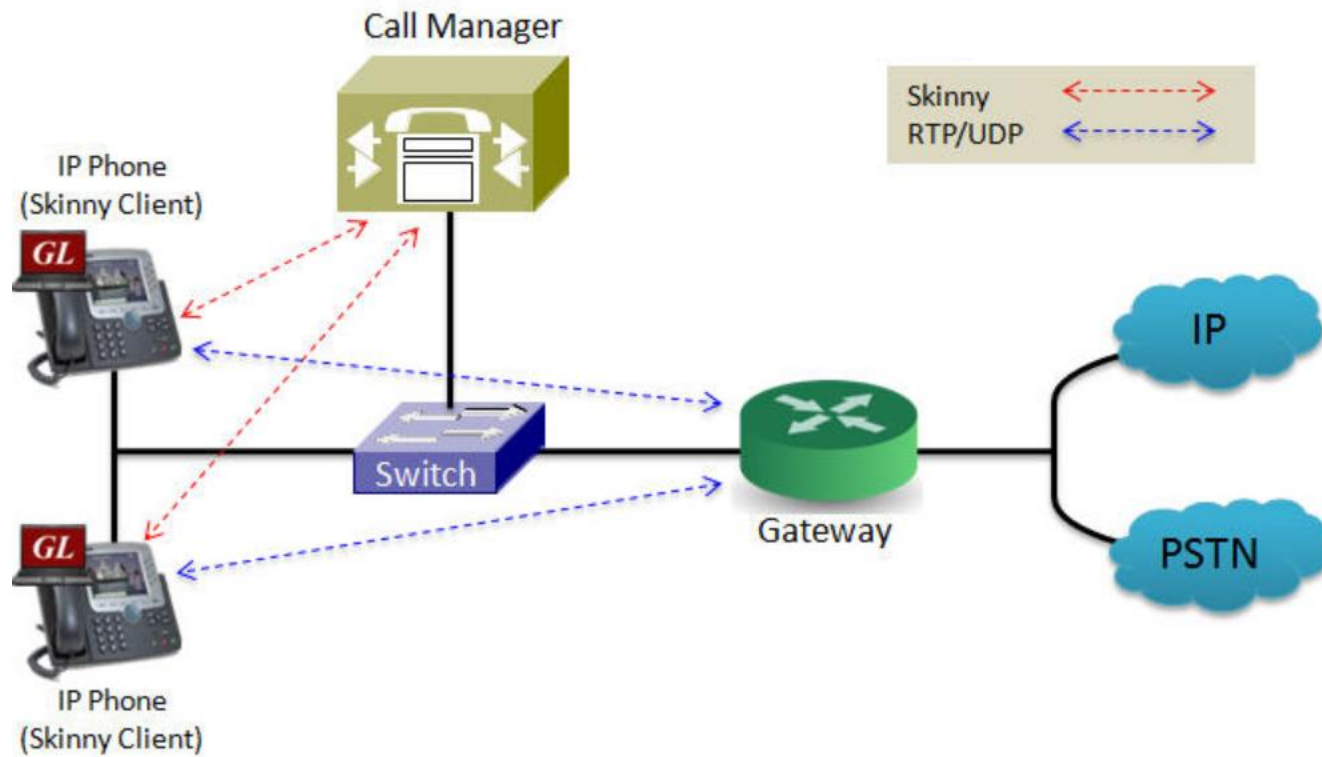 Call Manager
Skinny
RTP/UDP
IP Phone
(Skinny Client)
GL
IP
Switch
Gateway
GL
PSTN
IP Phone
(Skinny Client)